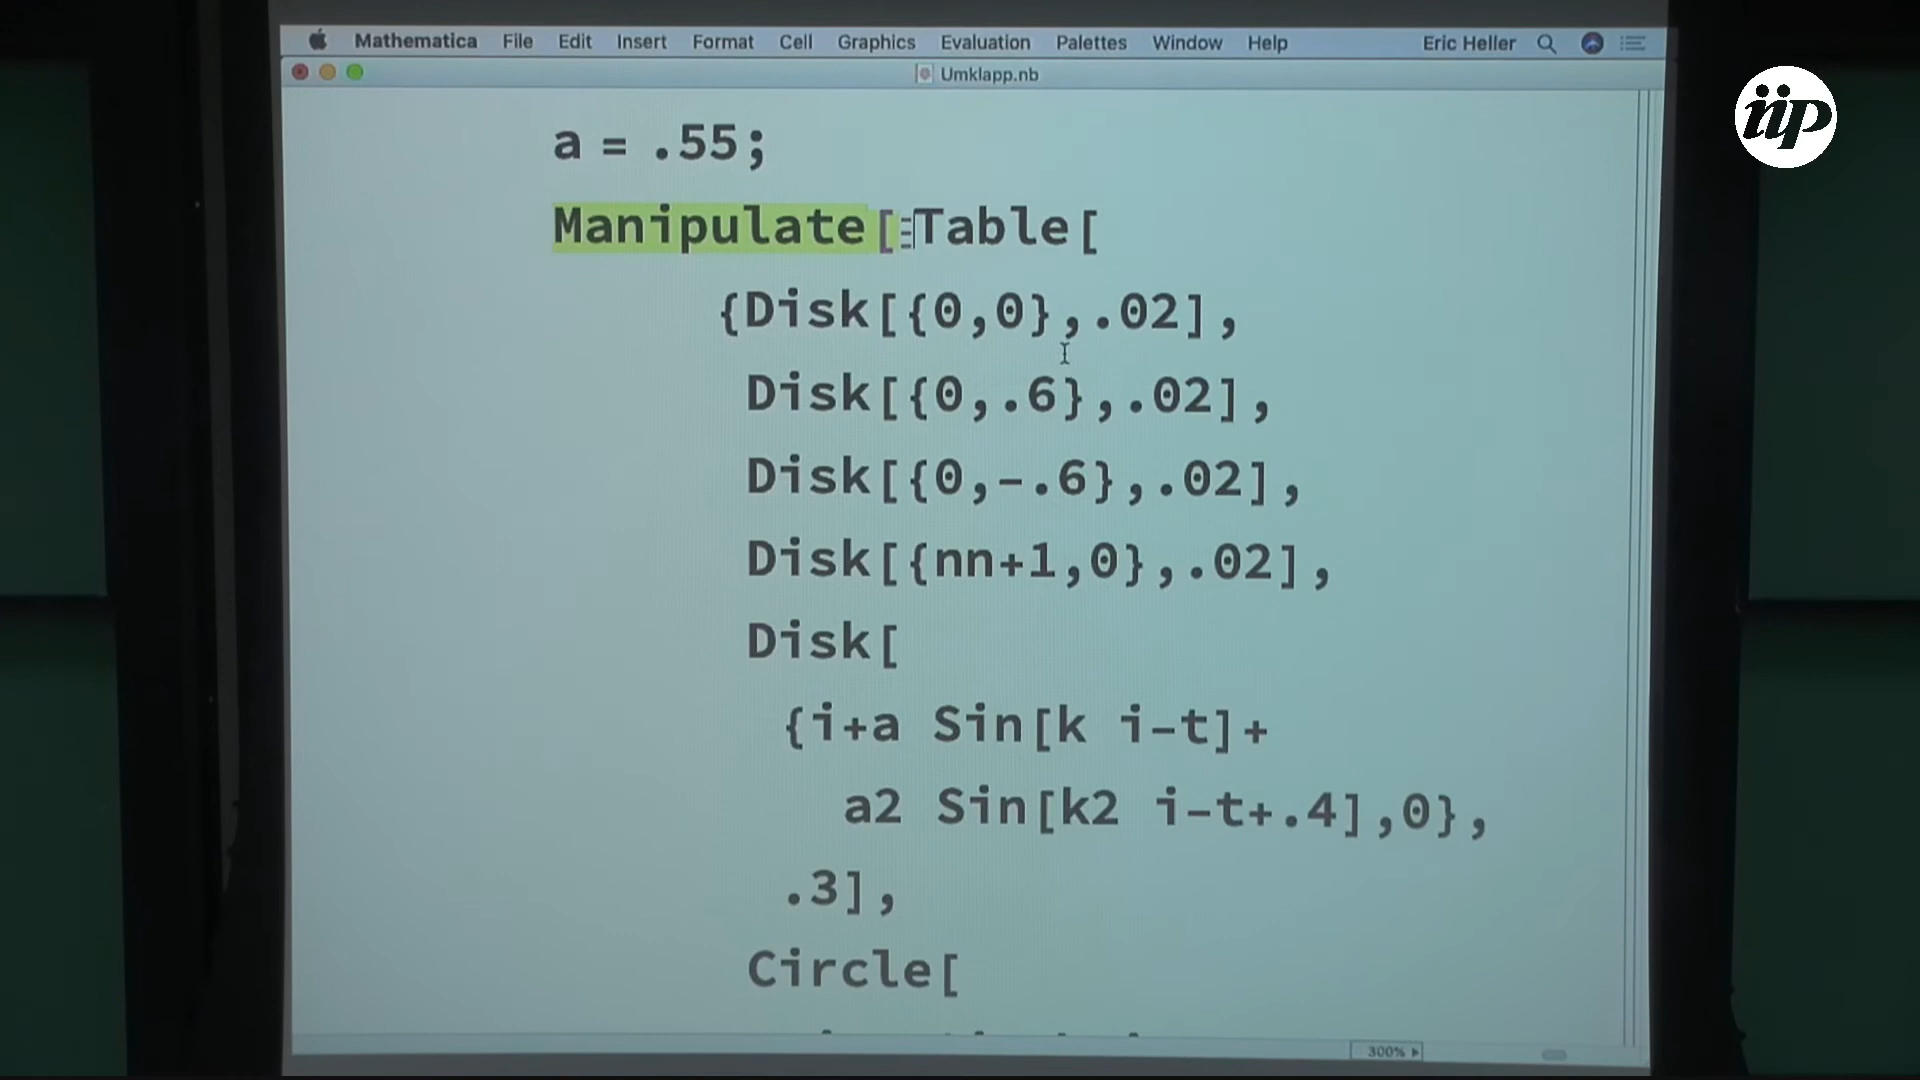 Mathematica File Edit Insert Format Cell Graphics Evaluation Palettes Window Help Eric Heller
Umklapp.nb
iip
a = .55;
Manipulate[ Table[
{Disk[{0,0},.02],
Disk[{0,.6},.02],
Disk[{0,-.6},.02],
Disk[{nn+1,0},.02],
Disk[
{i+a Sin[k i-t]+
a2 Sin[k2 i-t+.4],0},
.3],
Circle[
300%